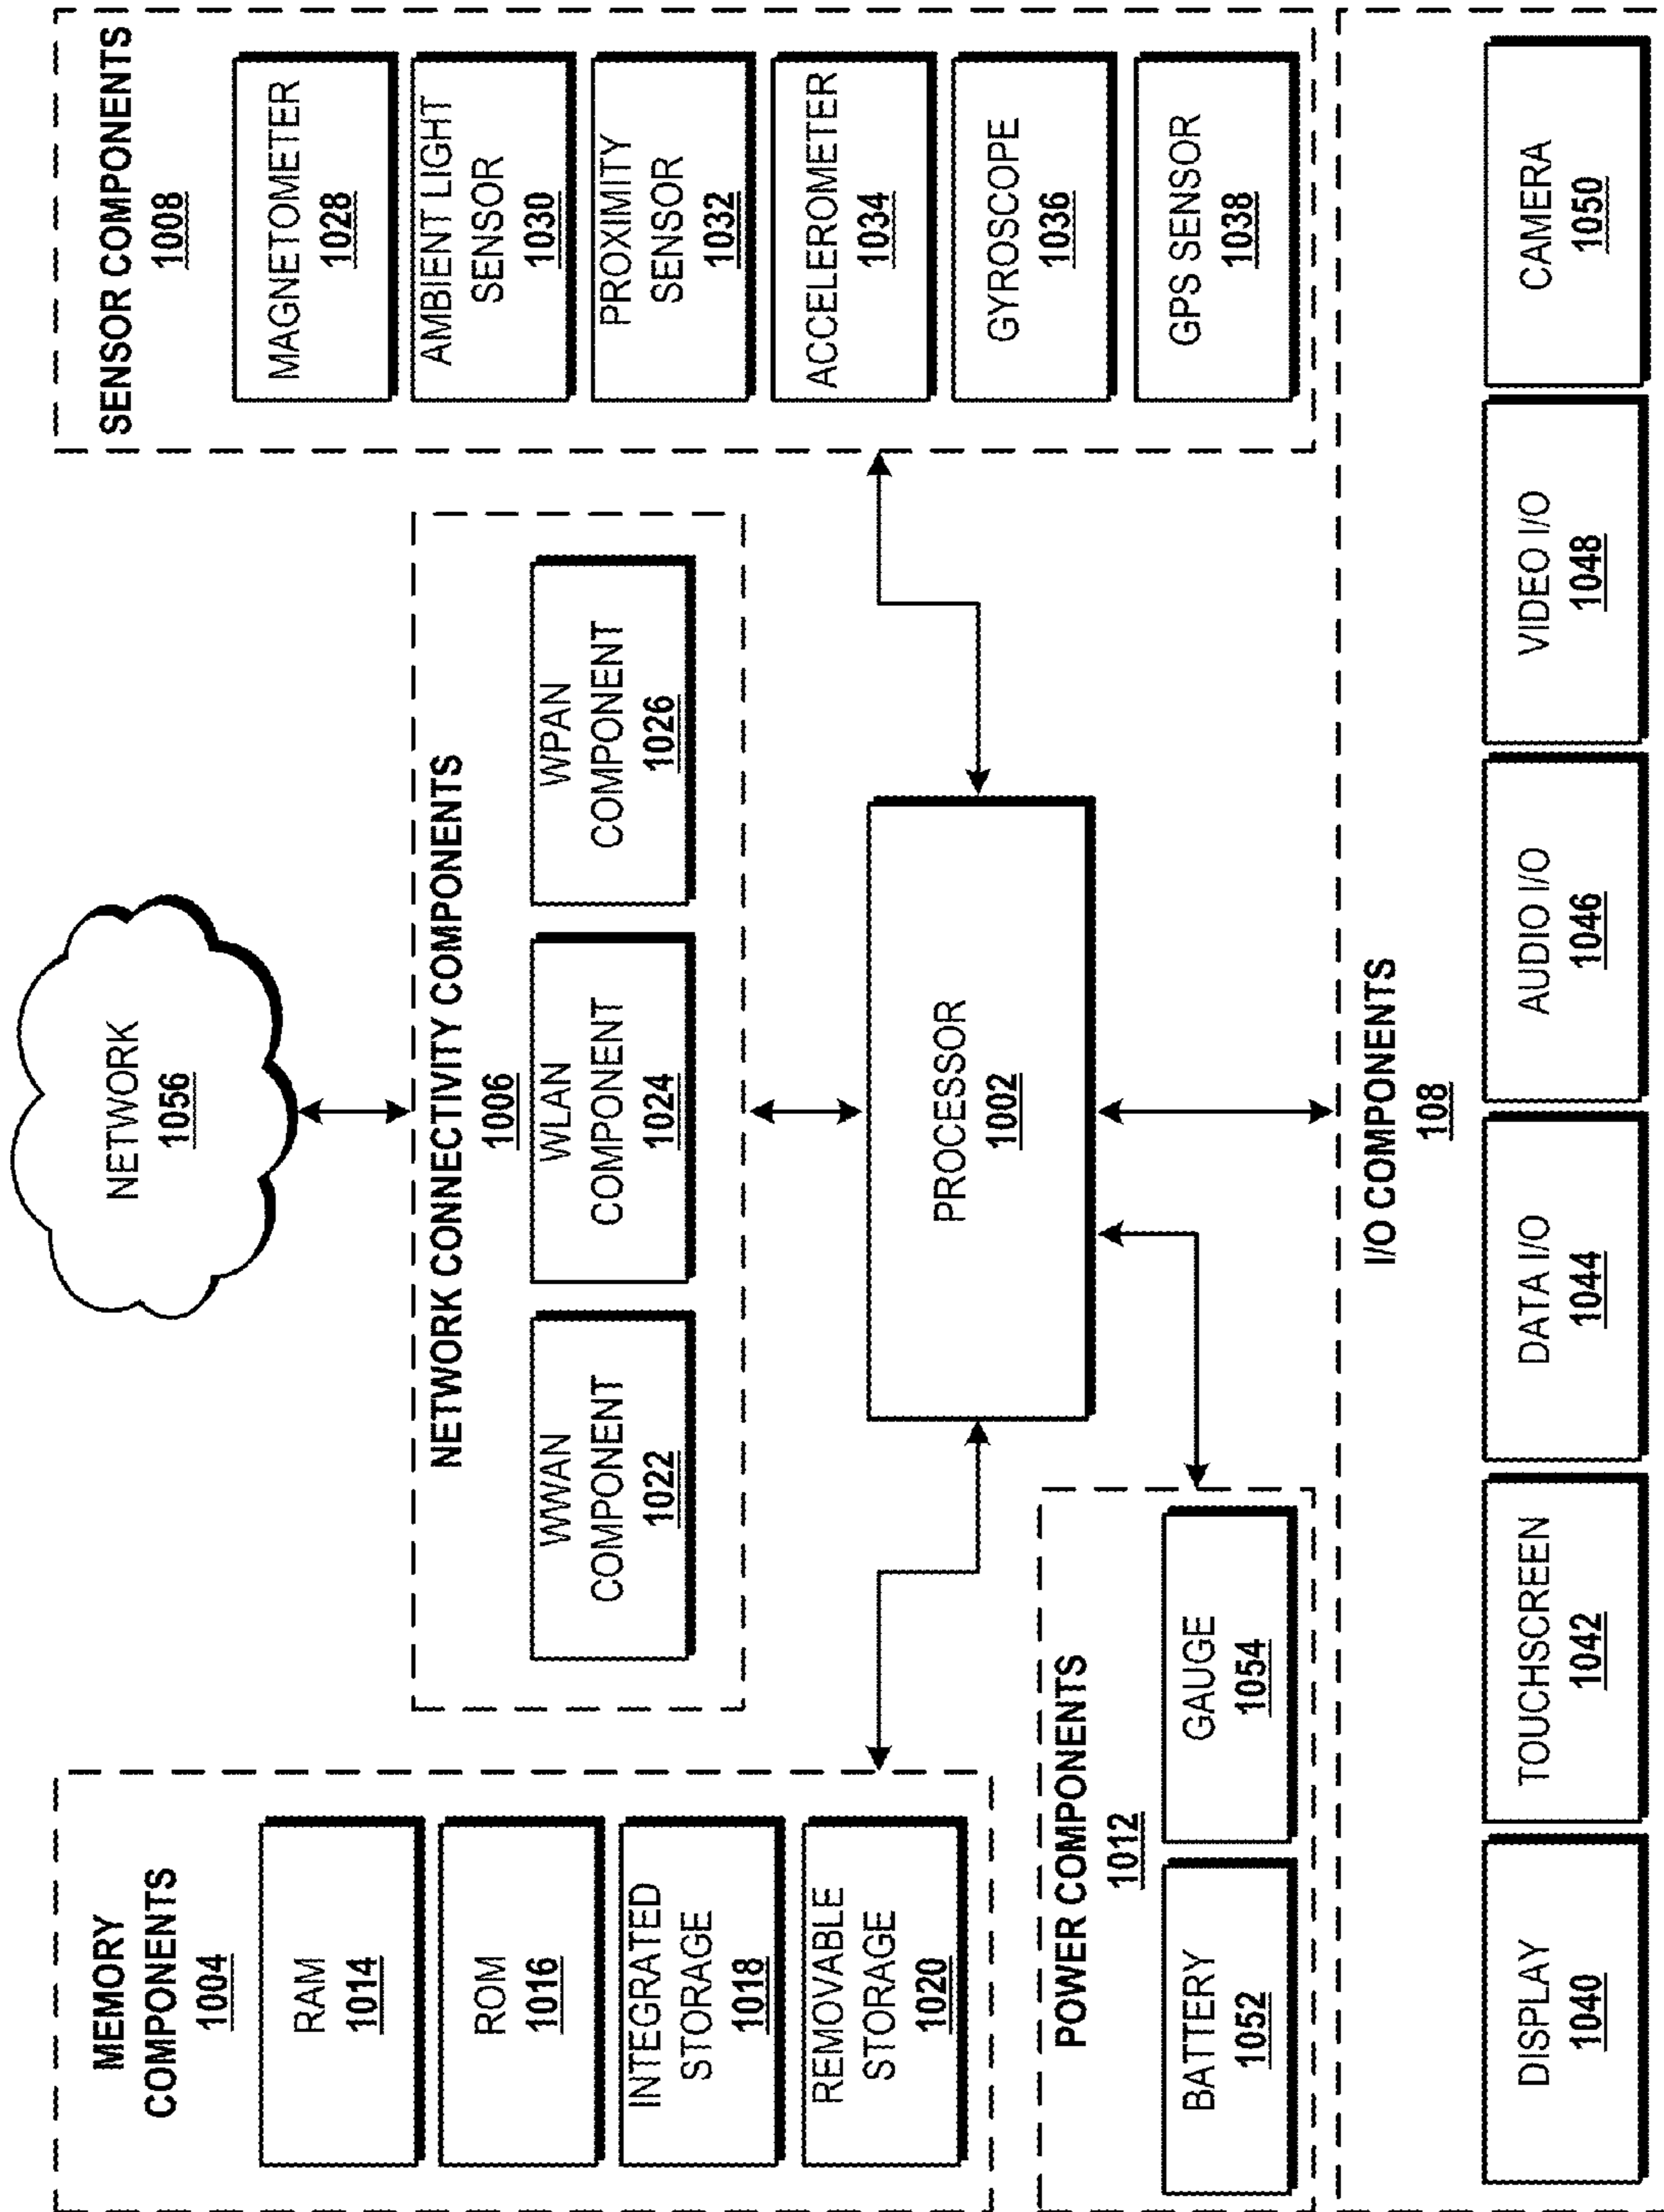 NETWORK
1056
MEMORY
COMPONENTS
1004
RAM
1014
ROM
1016
INTEGRATED
STORAGE
1018
REMOVABLE
STORAGE
1020
NETWORK CONNECTIVITY COMPONENTS
1006
WWAN
COMPONENT
1022
WLAN
COMPONENT
1024
WPAN
COMPONENT
1026
SENSOR COMPONENTS
1008
MAGNETOMETER
1028
AMBIENT LIGHT
SENSOR
1030
PROXIMITY
SENSOR
1032
ACCELEROMETER
1034
GYROSCOPE
1036
GPS SENSOR
1038
PROCESSOR
1002
POWER COMPONENTS
1012
BATTERY
1052
GAUGE
1054
I/O COMPONENTS
108
DISPLAY
1040
TOUCHSCREEN
1042
DATA I/O
1044
AUDIO I/O
1046
VIDEO I/O
1048
CAMERA
1050